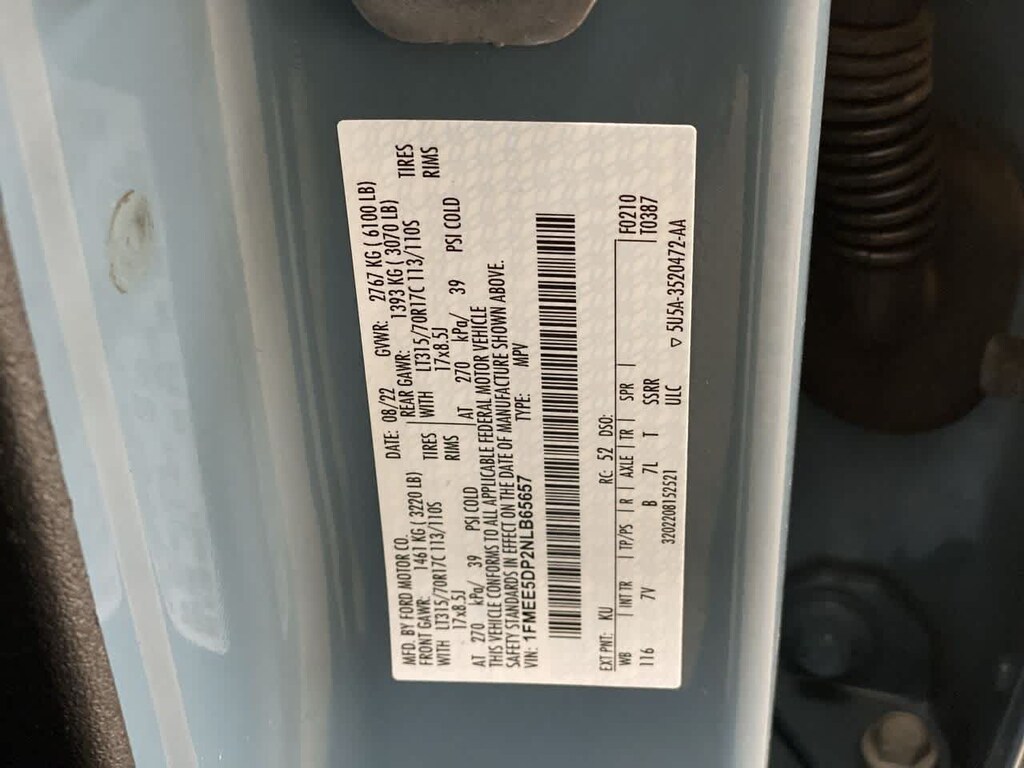 MFD. BY FORD MOTOR CO. DATE: 08/22 GVWR: 2767 KG ( 6100 LB)
FRONT GAWR: 1461 KG ( 3220 LB) REAR GAWR: 1393 KG ( 3070 LB)
WITH LT315/70R17C 113/110S TIRES WITH LT315/70R17C 113/110S TIRES
17x8.5J RIMS 17x8.5J RIMS
AT 270 kPa/ 39 PSI COLD AT 270 kPa/ 39 PSI COLD
THIS VEHICLE CONFORMS TO ALL APPLICABLE FEDERAL MOTOR VEHICLE
SAFETY STANDARDS IN EFFECT ON THE DATE OF MANUFACTURE SHOWN ABOVE.
VIN: 1FMEE5DP2NLB65657 TYPE: MPV
EXT PNT: KU RC: 52 DSO: F0210
WB INT TR TP/PS R AXLE TR SPR T0387
116 7V B 7L T SSRR
3202208152521 ULC ▽ 5U5A-3520472-AA